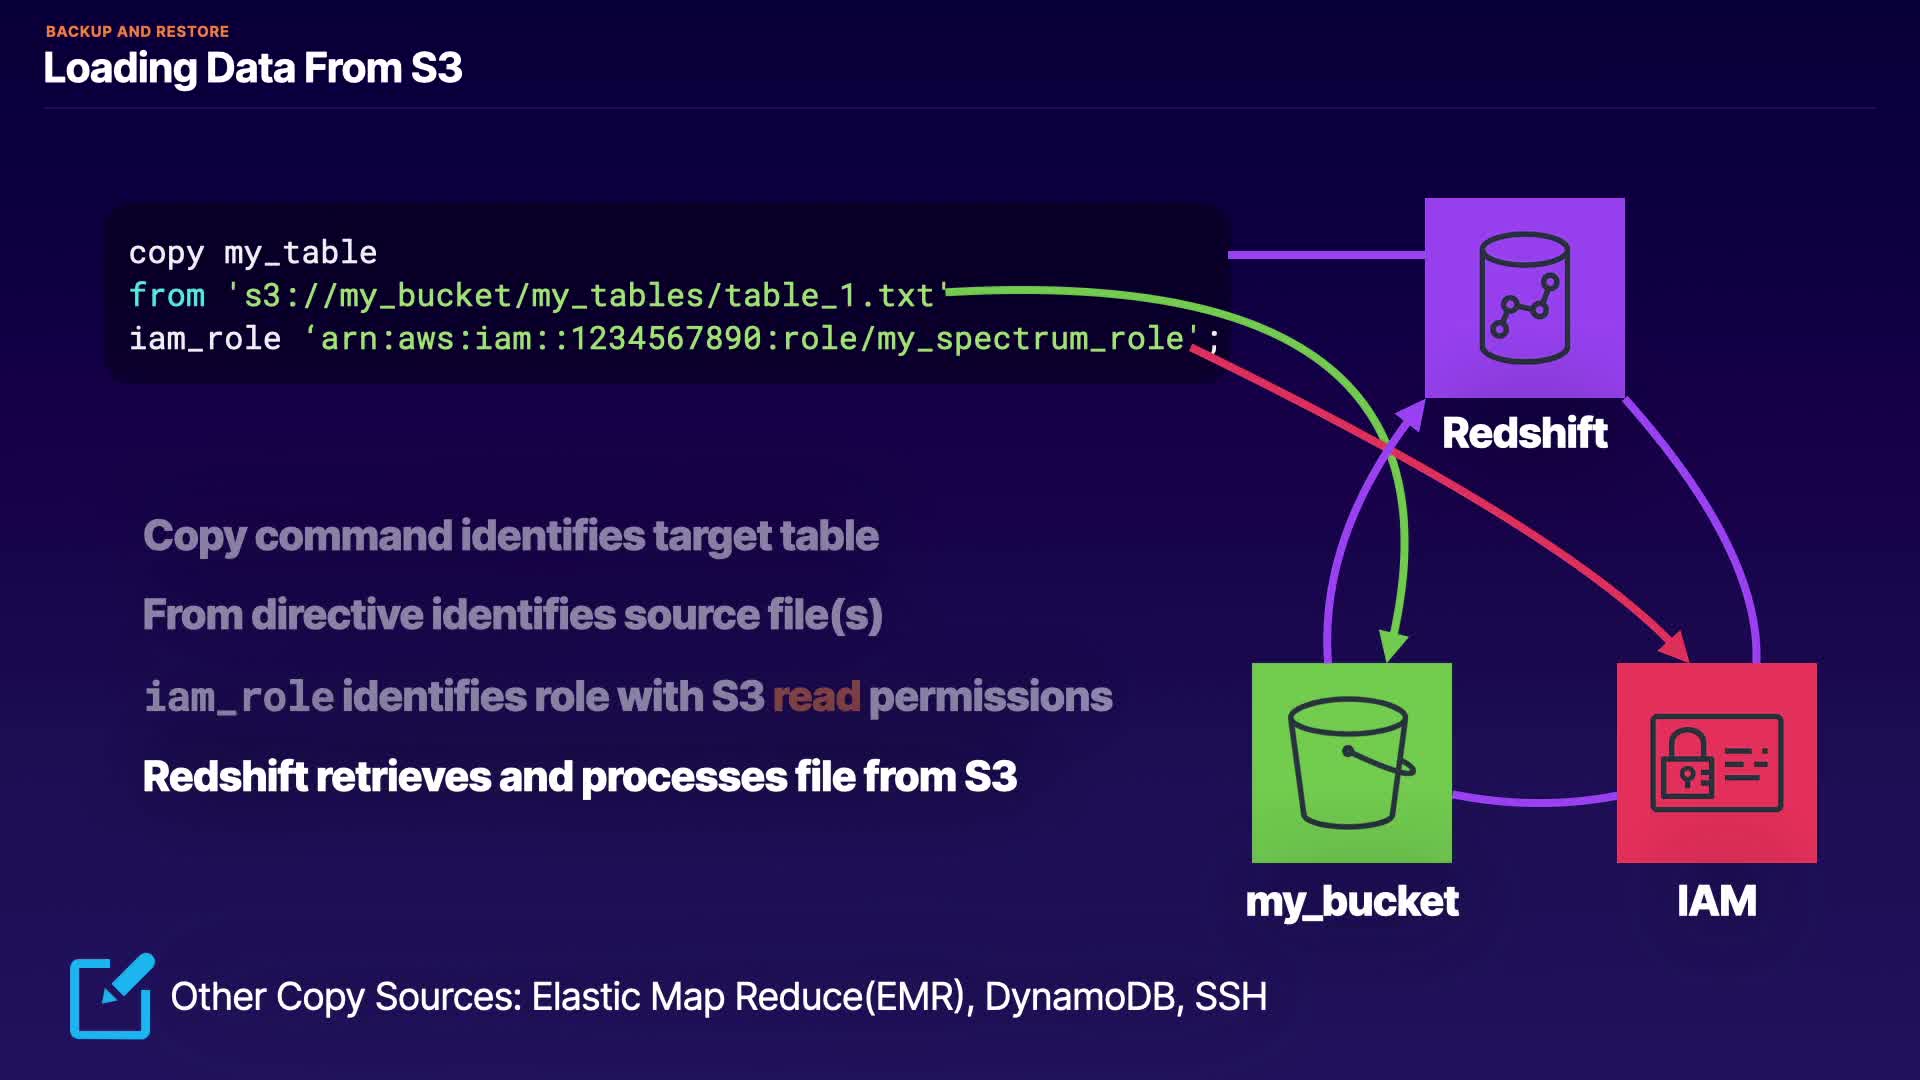 BACKUP AND RESTORE
Loading Data From S3
copy my_table
from 's3://my_bucket/my_tables/table_1.txt'
iam_role ‘arn:aws:iam::1234567890:role/my_spectrum_role';
Redshift
Copy command identifies target table
From directive identifies source file(s)
iam_role identifies role with S3 read permissions
Redshift retrieves and processes file from S3
my_bucket
IAM
Other Copy Sources: Elastic Map Reduce(EMR), DynamoDB, SSH